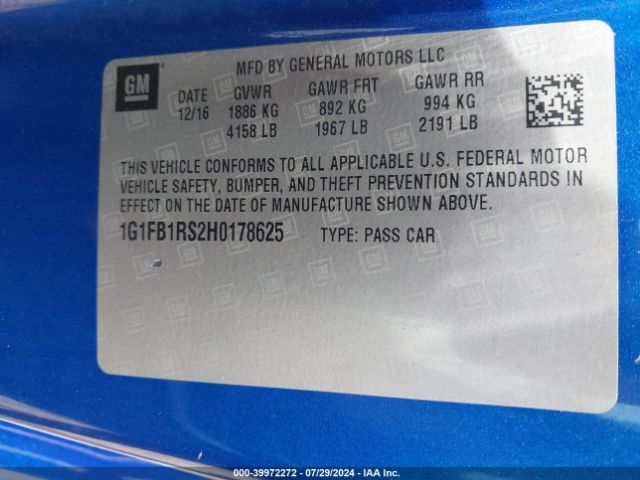 GM
MFD BY GENERAL MOTORS LLC
DATE GVWR GAWR FRT GAWR RR
12/16 1886 KG 892 KG 994 KG
4158 LB 1967 LB 2191 LB
THIS VEHICLE CONFORMS TO ALL APPLICABLE U.S. FEDERAL MOTOR
VEHICLE SAFETY, BUMPER, AND THEFT PREVENTION STANDARDS IN
EFFECT ON THE DATE OF MANUFACTURE SHOWN ABOVE.
1G1FB1RS2H0178625 TYPE: PASS CAR
000-39972272 - 07/29/2024 - IAA Inc.